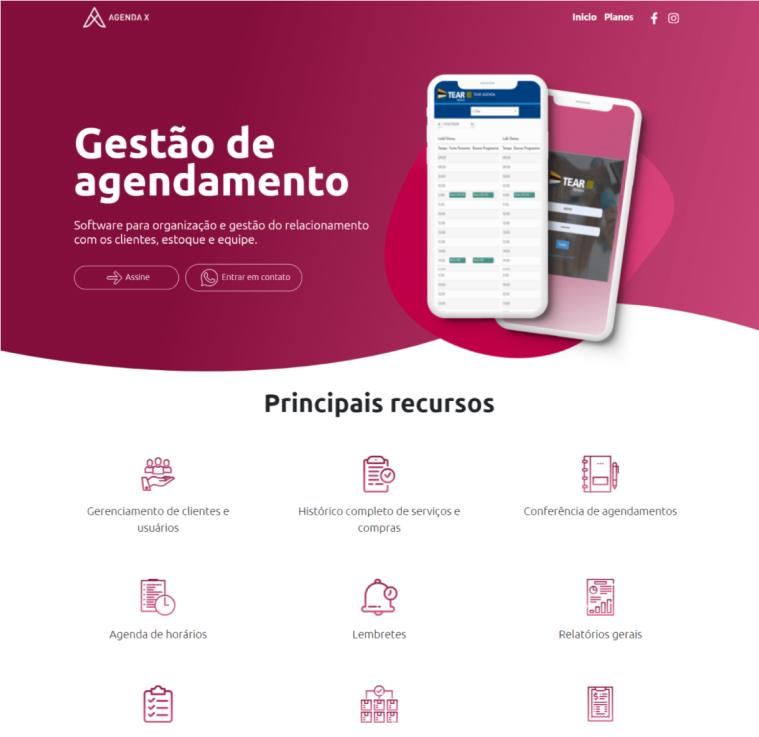 AGENDA X
Inicio Planos
Gestão de
agendamento
Software para organização e gestão do relacionamento
com os clientes, estoque e equipe.
Assine
Entrar em contato
TEAR
TEAR AGENDA
TEAR
Principais recursos
Gerenciamento de clientes e
usuários
Histórico completo de serviços e
compras
Conferência de agendamentos
Agenda de horários
Lembretes
Relatórios gerais